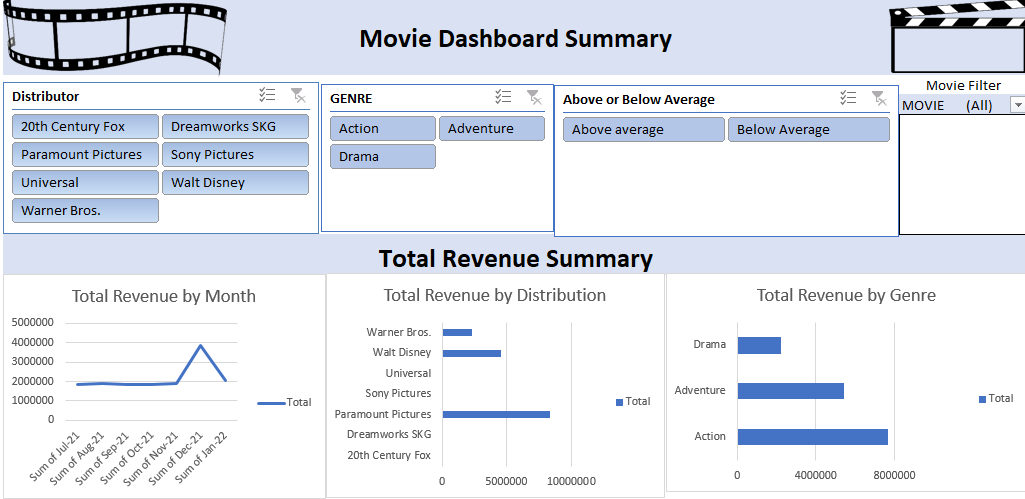 Movie Dashboard Summary
Distributor
20th Century Fox
Dreamworks SKG
Paramount Pictures
Sony Pictures
Universal
Walt Disney
Warner Bros.
GENRE
Action
Adventure
Drama
Above or Below Average
Above average
Below Average
Movie Filter
MOVIE (All)
Total Revenue Summary
Total Revenue by Month
5000000
4000000
3000000
2000000
1000000
0
Sum of Jul-21
Sum of Aug-21
Sum of Sep-21
Sum of Oct-21
Sum of Nov-21
Sum of Dec-21
Sum of Jan-22
Total
Total Revenue by Distribution
Warner Bros.
Walt Disney
Universal
Sony Pictures
Paramount Pictures
Dreamworks SKG
20th Century Fox
0 5000000 10000000
Total
Total Revenue by Genre
Drama
Adventure
Action
0 4000000 8000000
Total